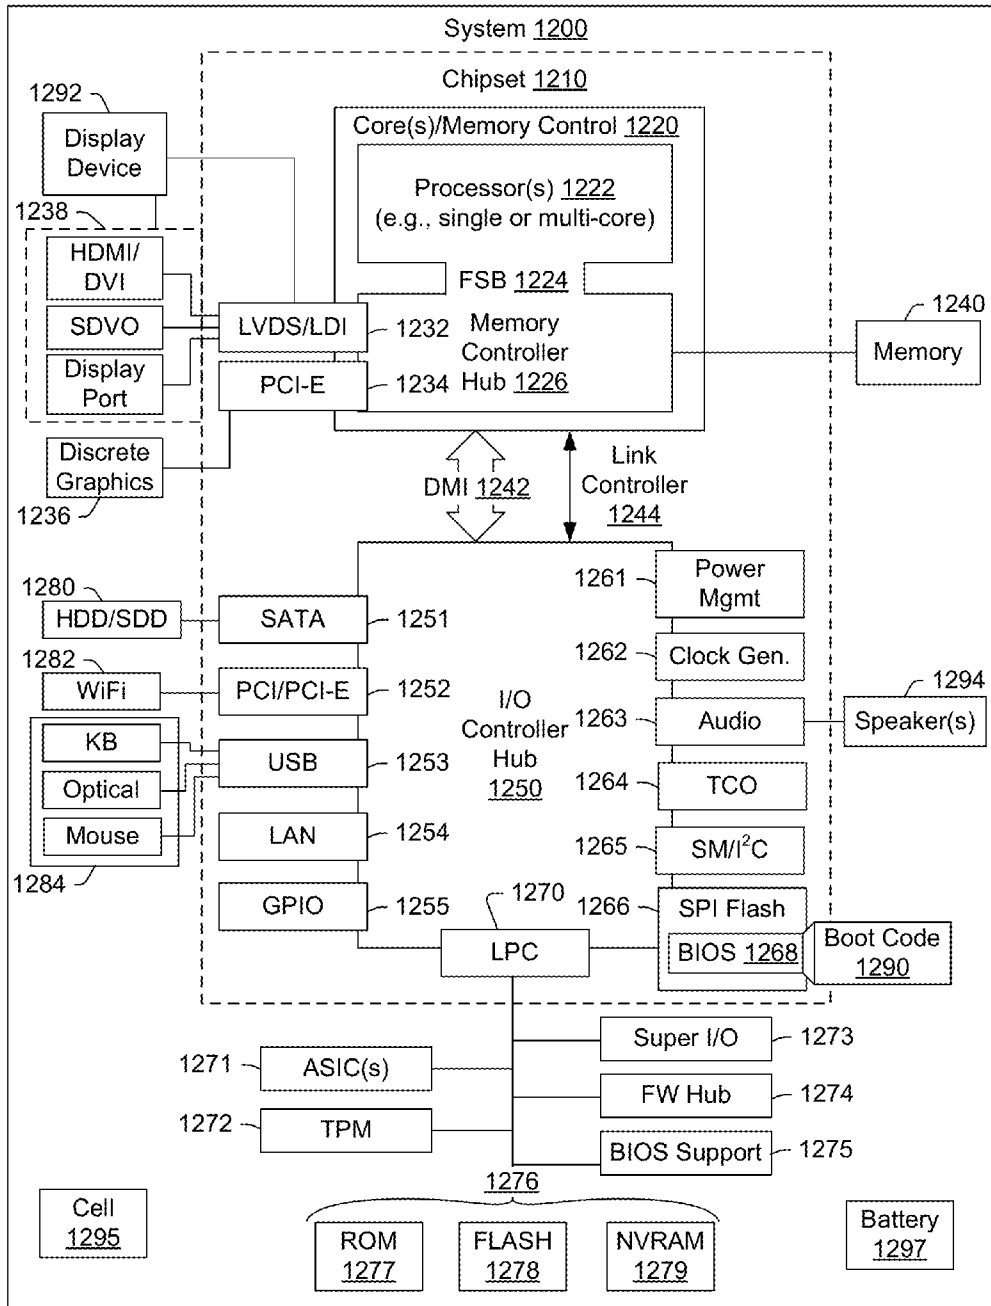 System 1200
Chipset 1210
1292
Display
Device
Core(s)/Memory Control 1220
Processor(s) 1222
(e.g., single or multi-core)
1238
HDMI/
DVI
SDVO
Display
Port
FSB 1224
LVDS/LDI
1232
Memory
Controller
Hub 1226
PCI-E
1234
1240
Memory
Discrete
Graphics
1236
DMI 1242
Link
Controller
1244
1280
HDD/SDD
SATA
1251
1261
Power
Mgmt
1282
WiFi
PCI/PCI-E
1252
1262
Clock Gen.
KB
Optical
Mouse
1284
USB
1253
I/O
Controller
Hub
1250
1263
Audio
1294
Speaker(s)
1264
TCO
LAN
1254
1265
SM/I²C
GPIO
1255
1270
LPC
1266
SPI Flash
BIOS 1268
Boot Code
1290
1271
ASIC(s)
Super I/O
1273
1272
TPM
FW Hub
1274
BIOS Support
1275
1276
Cell
1295
ROM
1277
FLASH
1278
NVRAM
1279
Battery
1297